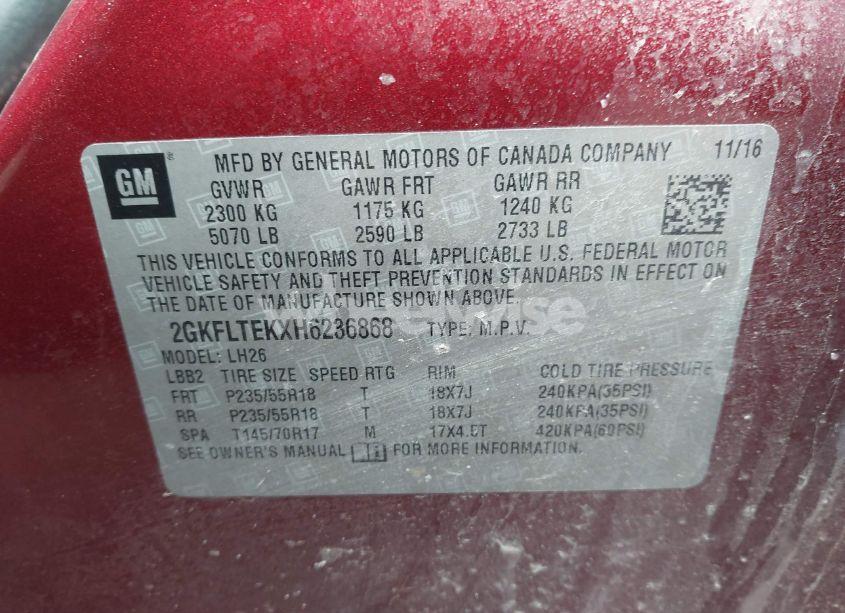 GM ® MFD BY GENERAL MOTORS OF CANADA COMPANY 11/16
GVWR GAWR FRT GAWR RR
2300 KG 1175 KG 1240 KG
5070 LB 2590 LB 2733 LB
THIS VEHICLE CONFORMS TO ALL APPLICABLE U.S. FEDERAL MOTOR
VEHICLE SAFETY AND THEFT PREVENTION STANDARDS IN EFFECT ON
THE DATE OF MANUFACTURE SHOWN ABOVE.
2GKFLTEKXH6236868 TYPE: M.P.V.
MODEL: LH26
LBB2 TIRE SIZE SPEED RTG RIM COLD TIRE PRESSURE
FRT P235/55R18 T 18X7J 240KPA(35PSI)
RR P235/55R18 T 18X7J 240KPA(35PSI)
SPA T145/70R17 M 17X4.5T 420KPA(60PSI)
SEE OWNER'S MANUAL FOR MORE INFORMATION.